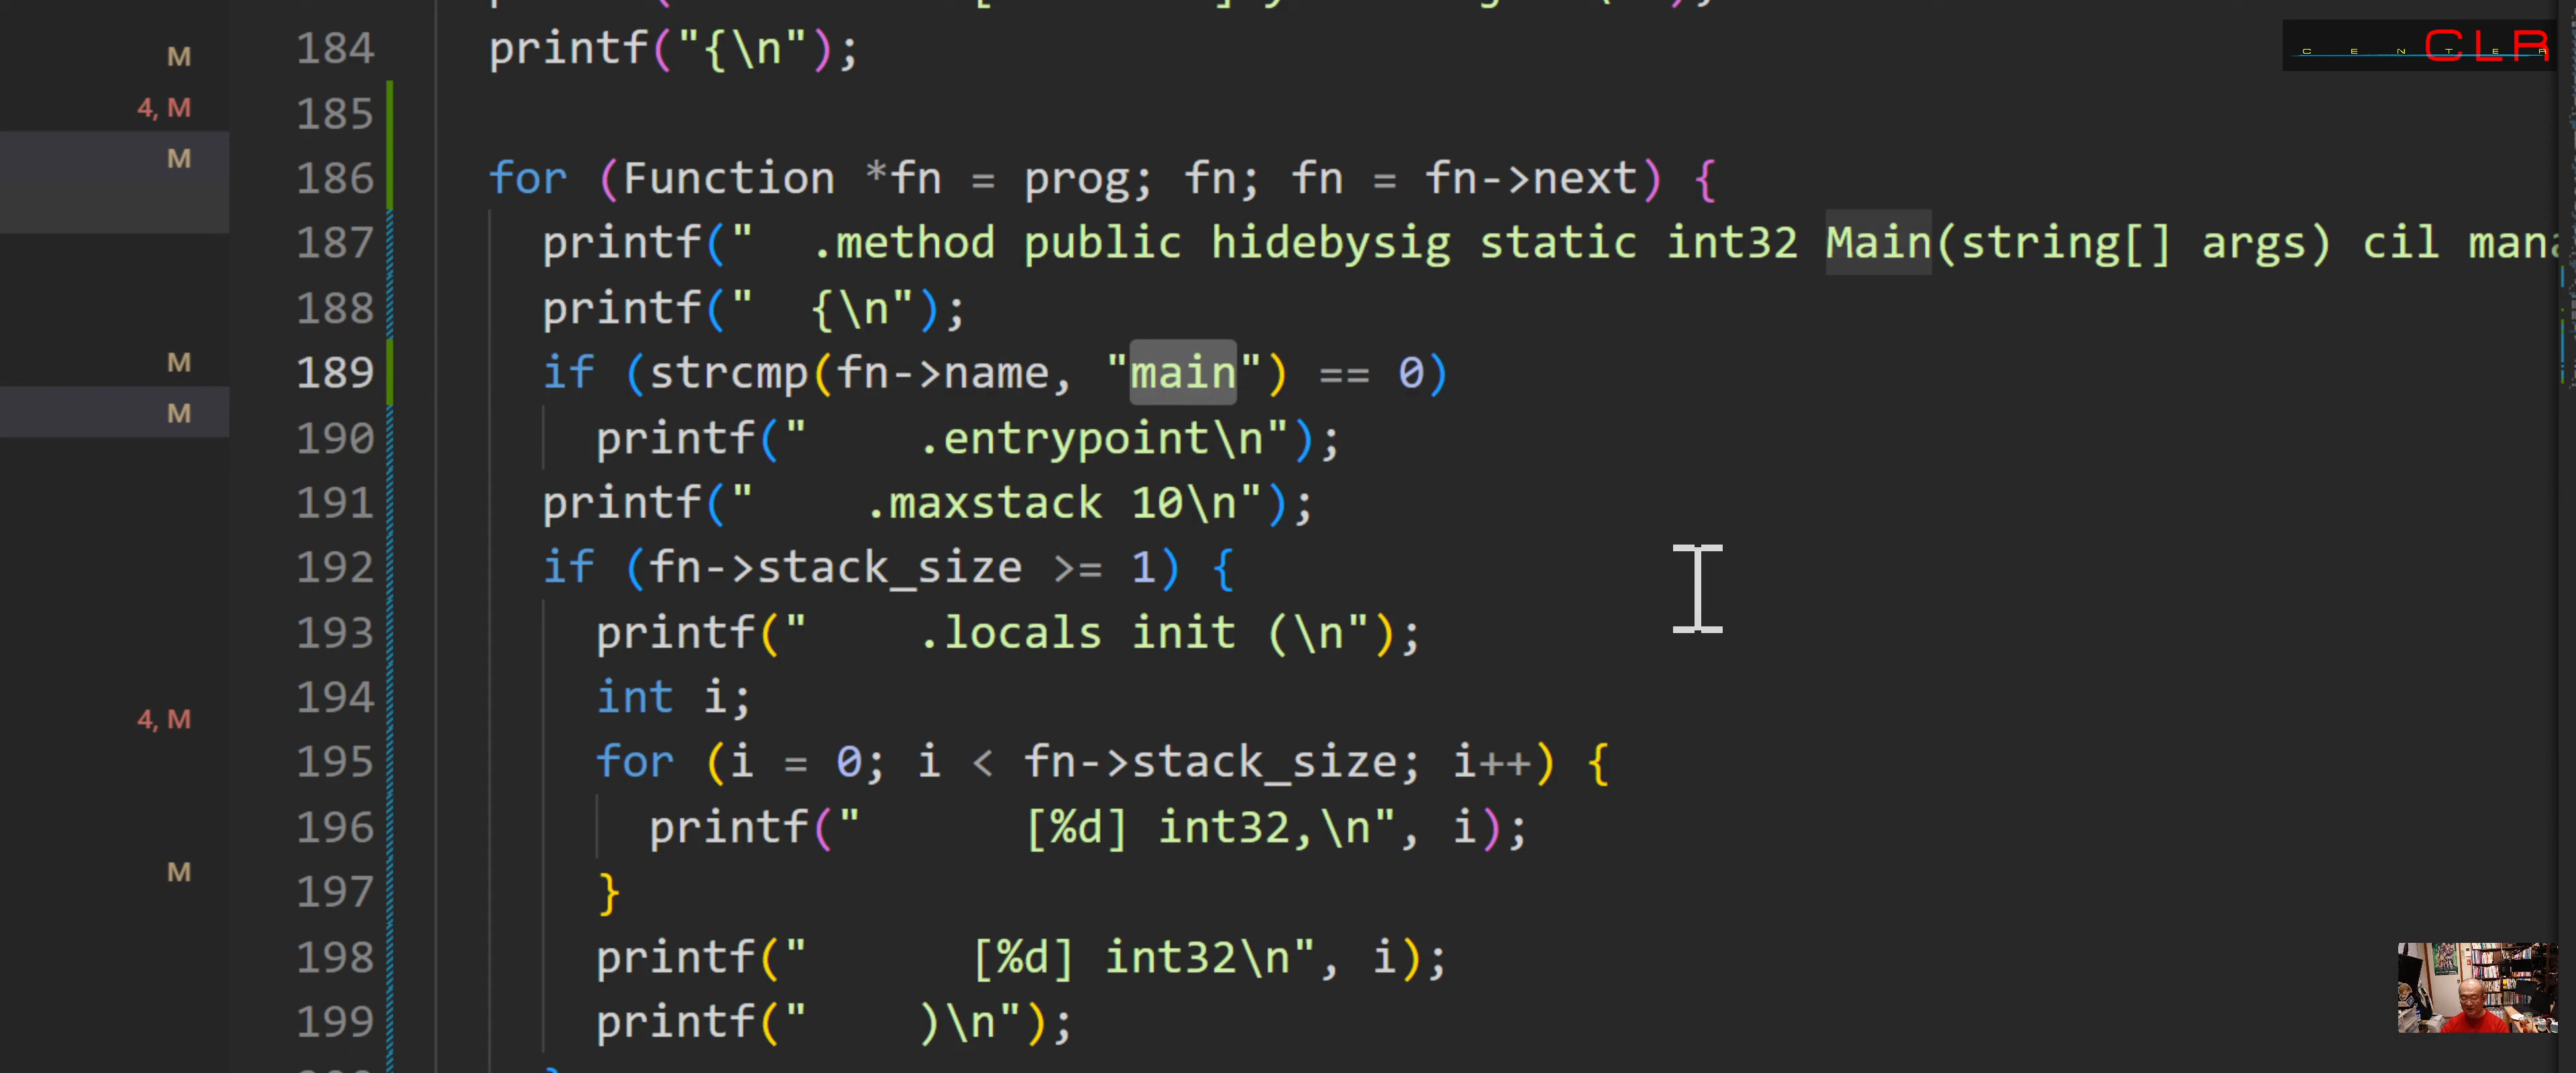 184 printf("{\n");
185
186 for (Function *fn = prog; fn; fn = fn->next) {
187 printf("  .method public hidebysig static int32 Main(string[] args) cil
188 printf("  {\n");
189 if (strcmp(fn->name, "main") == 0)
190 printf("    .entrypoint\n");
191 printf("    .maxstack 10\n");
192 if (fn->stack_size >= 1) {
193 printf("    .locals init (\n");
194 int i;
195 for (i = 0; i < fn->stack_size; i++) {
196 printf("      [%d] int32,\n", i);
197 }
198 printf("      [%d] int32\n", i);
199 printf("    )\n");
M
4, M
M
M
M
4, M
M
CENTER CLR